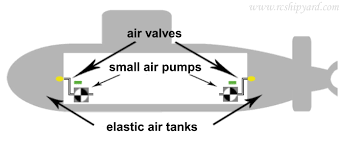 www.rcshipyard.com
air valves
small air pumps
elastic air tanks